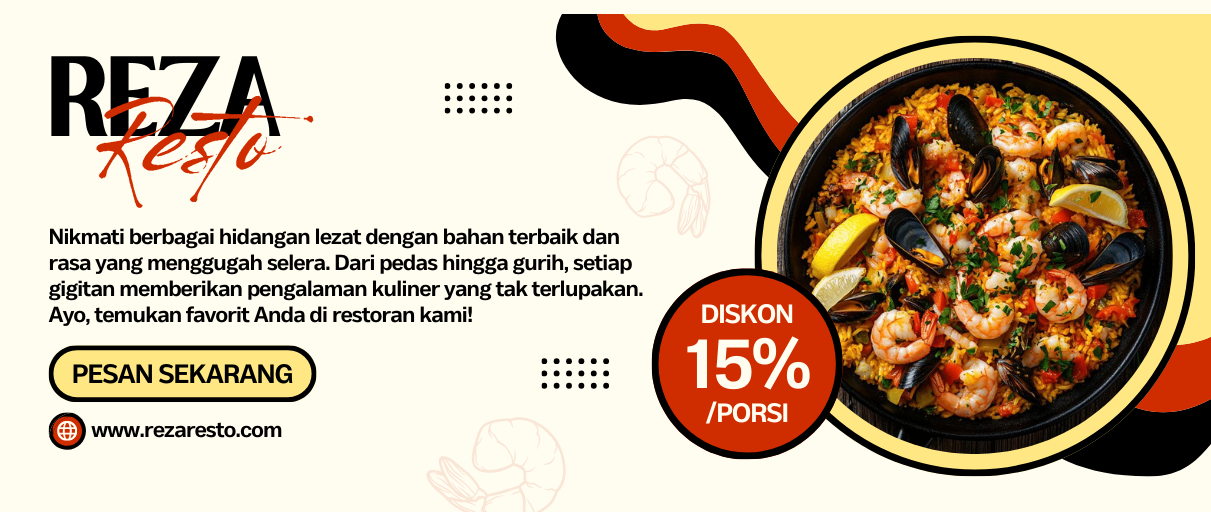 REZA
Resto
Nikmati berbagai hidangan lezat dengan bahan terbaik dan
rasa yang menggugah selera. Dari pedas hingga gurih, setiap
gigitan memberikan pengalaman kuliner yang tak terlupakan.
Ayo, temukan favorit Anda di restoran kami!
PESAN SEKARANG
www.rezaresto.com
DISKON
15%
/PORSI